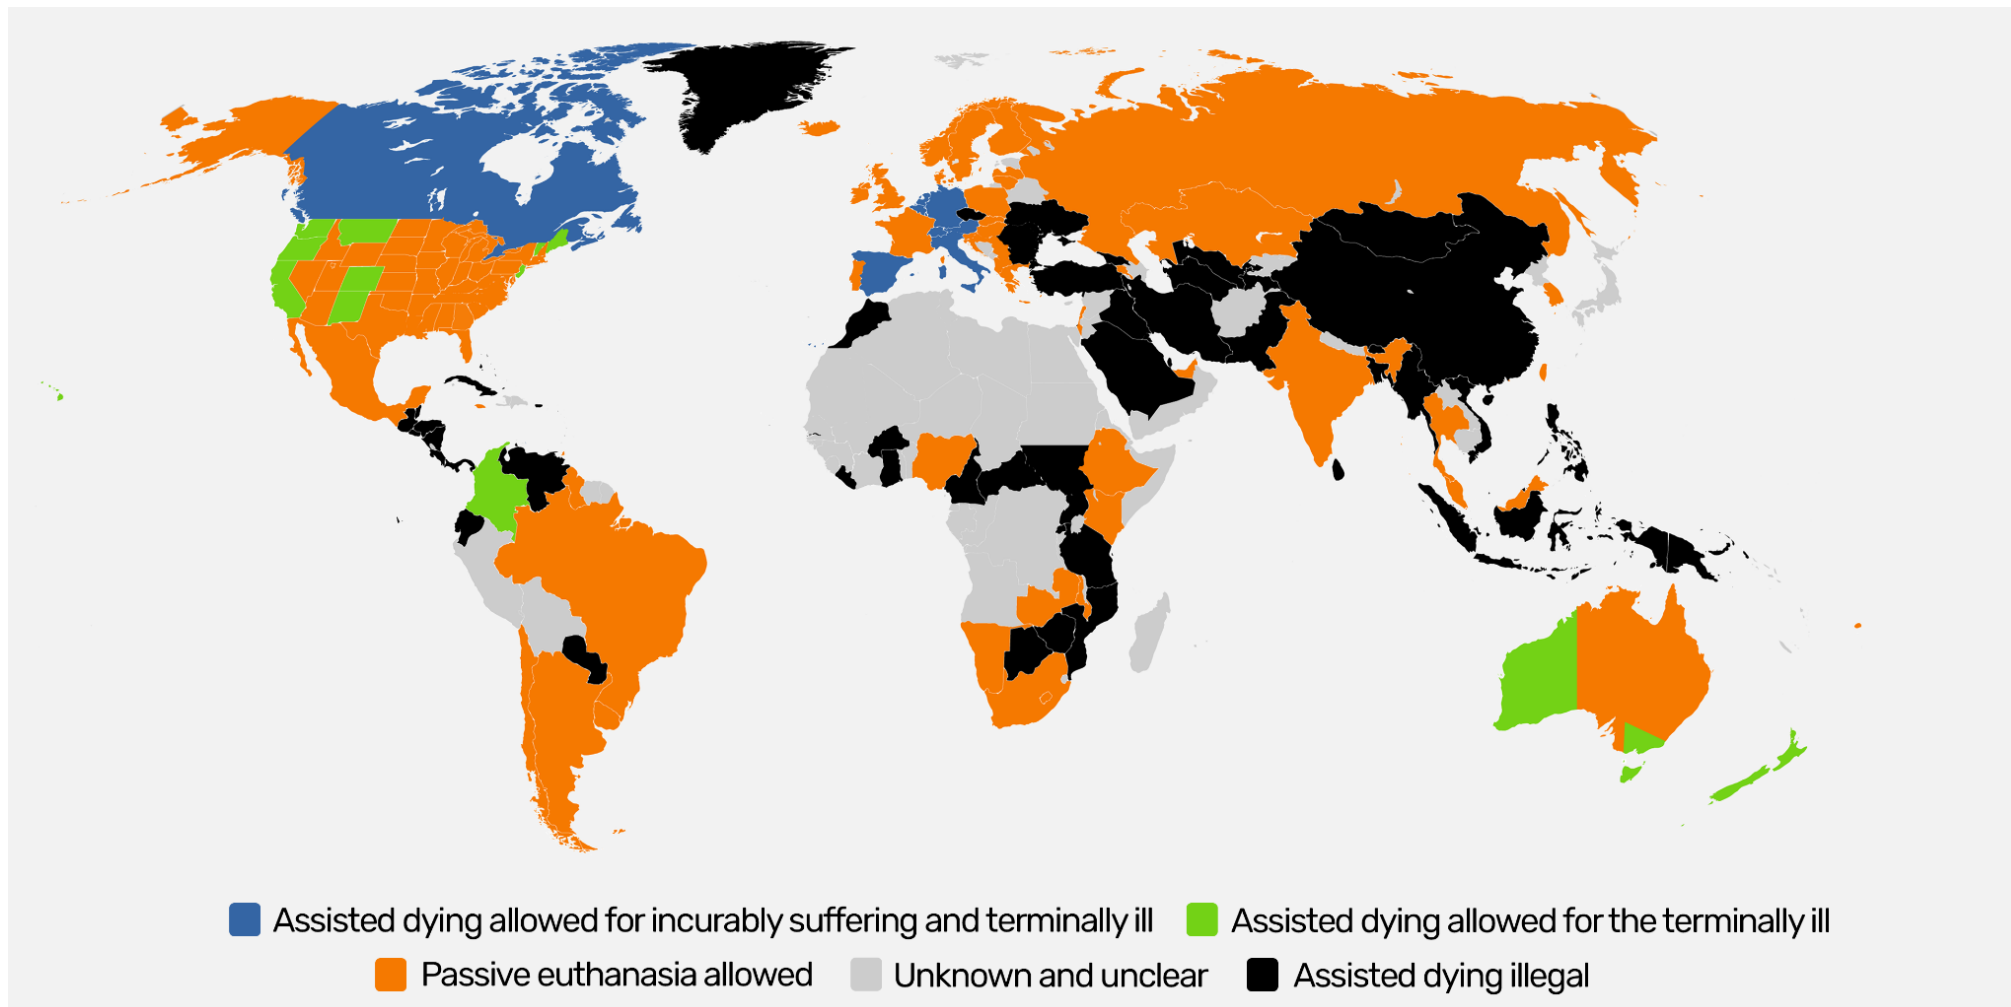 Assisted dying allowed for incurably suffering and terminally ill Assisted dying allowed for the terminally ill
Passive euthanasia allowed Unknown and unclear Assisted dying illegal